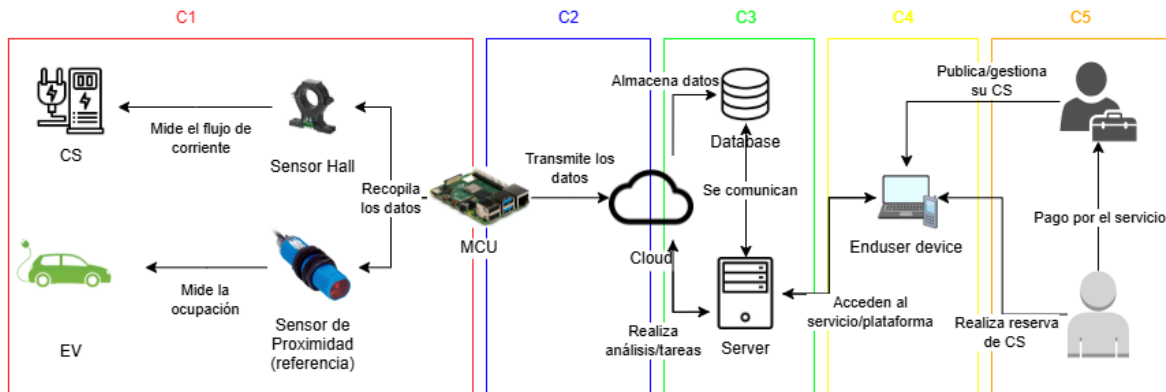 C1
C2
C3
C4
C5
CS
Mide el flujo de
corriente
Sensor Hall
Recopila
los datos
EV
Mide la
ocupación
Sensor de
Proximidad
(referencia)
MCU
Transmite los
datos
Cloud
Almacena datos
Database
Se comunican
Realiza
análisis/tareas
Server
Publica/gestiona
su CS
Enduser device
Acceden al
servicio/plataforma
Pago por el servicio
Realiza reserva
de CS